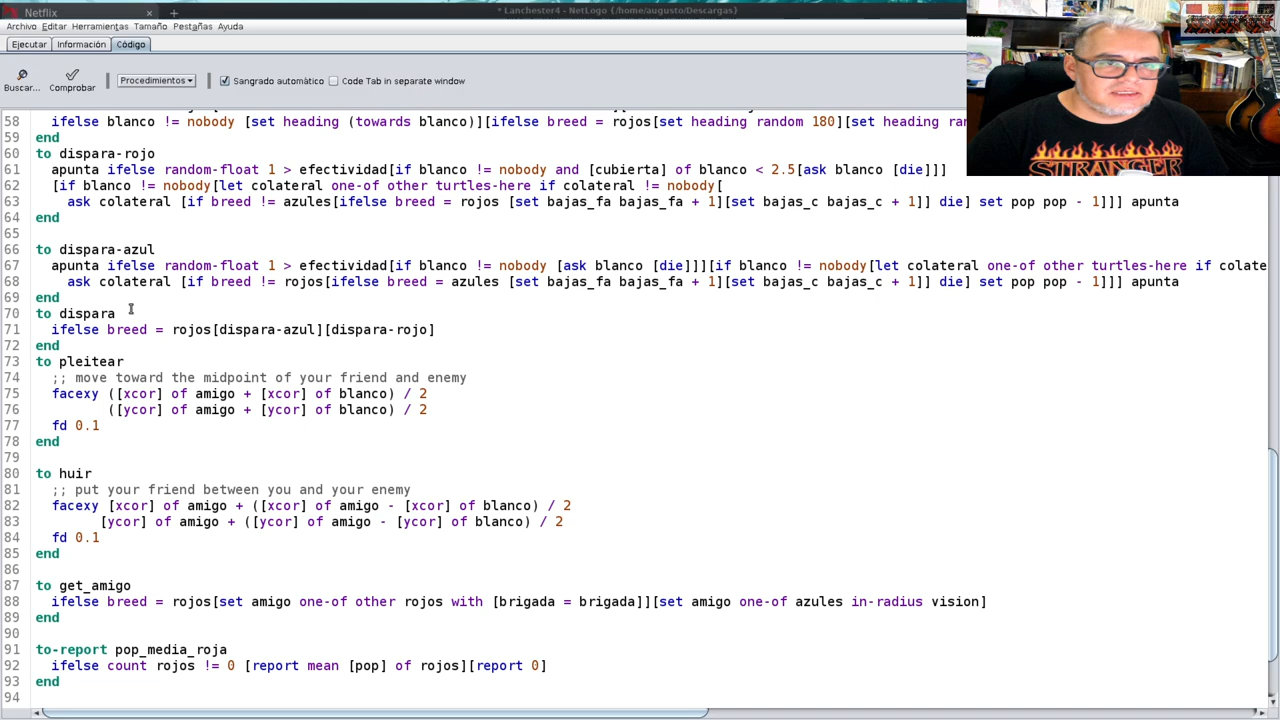 Netflix
* Lanchester4 - NetLogo {/home/augusto/Descargas}
Archivo Editar Herramientas Tamaño Pestañas Ayuda
Ejecutar Información Código
Buscar... Comprobar Procedimientos Sangrado automático Code Tab in separate window
58 ifelse blanco != nobody [set heading (towards blanco)][ifelse breed = rojos[set heading random 180][set heading
59 end
60 to dispara-rojo
61 apunta ifelse random-float 1 > efectividad[if blanco != nobody and [cubierta] of blanco < 2.5[ask blanco [die]]]
62 [if blanco != nobody[let colateral one-of other turtles-here if colateral != nobody[
63 ask colateral [if breed != azules[ifelse breed = rojos [set bajas_fa bajas_fa + 1][set bajas_c bajas_c + 1]] die] set pop pop - 1]]] apunta
64 end
65
66 to dispara-azul
67 apunta ifelse random-float 1 > efectividad[if blanco != nobody [ask blanco [die]]][if blanco != nobody[let colateral one-of other turtles-here if colate
68 ask colateral [if breed != rojos[ifelse breed = azules [set bajas_fa bajas_fa + 1][set bajas_c bajas_c + 1]] die] set pop pop - 1]]] apunta
69 end
70 to dispara
71 ifelse breed = rojos[dispara-azul][dispara-rojo]
72 end
73 to pleitear
74 ;; move toward the midpoint of your friend and enemy
75 facexy ([xcor] of amigo + [xcor] of blanco) / 2
76 ([ycor] of amigo + [ycor] of blanco) / 2
77 fd 0.1
78 end
79
80 to huir
81 ;; put your friend between you and your enemy
82 facexy [xcor] of amigo + ([xcor] of amigo - [xcor] of blanco) / 2
83 [ycor] of amigo + ([ycor] of amigo - [ycor] of blanco) / 2
84 fd 0.1
85 end
86
87 to get_amigo
88 ifelse breed = rojos[set amigo one-of other rojos with [brigada = brigada]][set amigo one-of azules in-radius vision]
89 end
90
91 to-report pop_media_roja
92 ifelse count rojos != 0 [report mean [pop] of rojos][report 0]
93 end
94
STRANGER